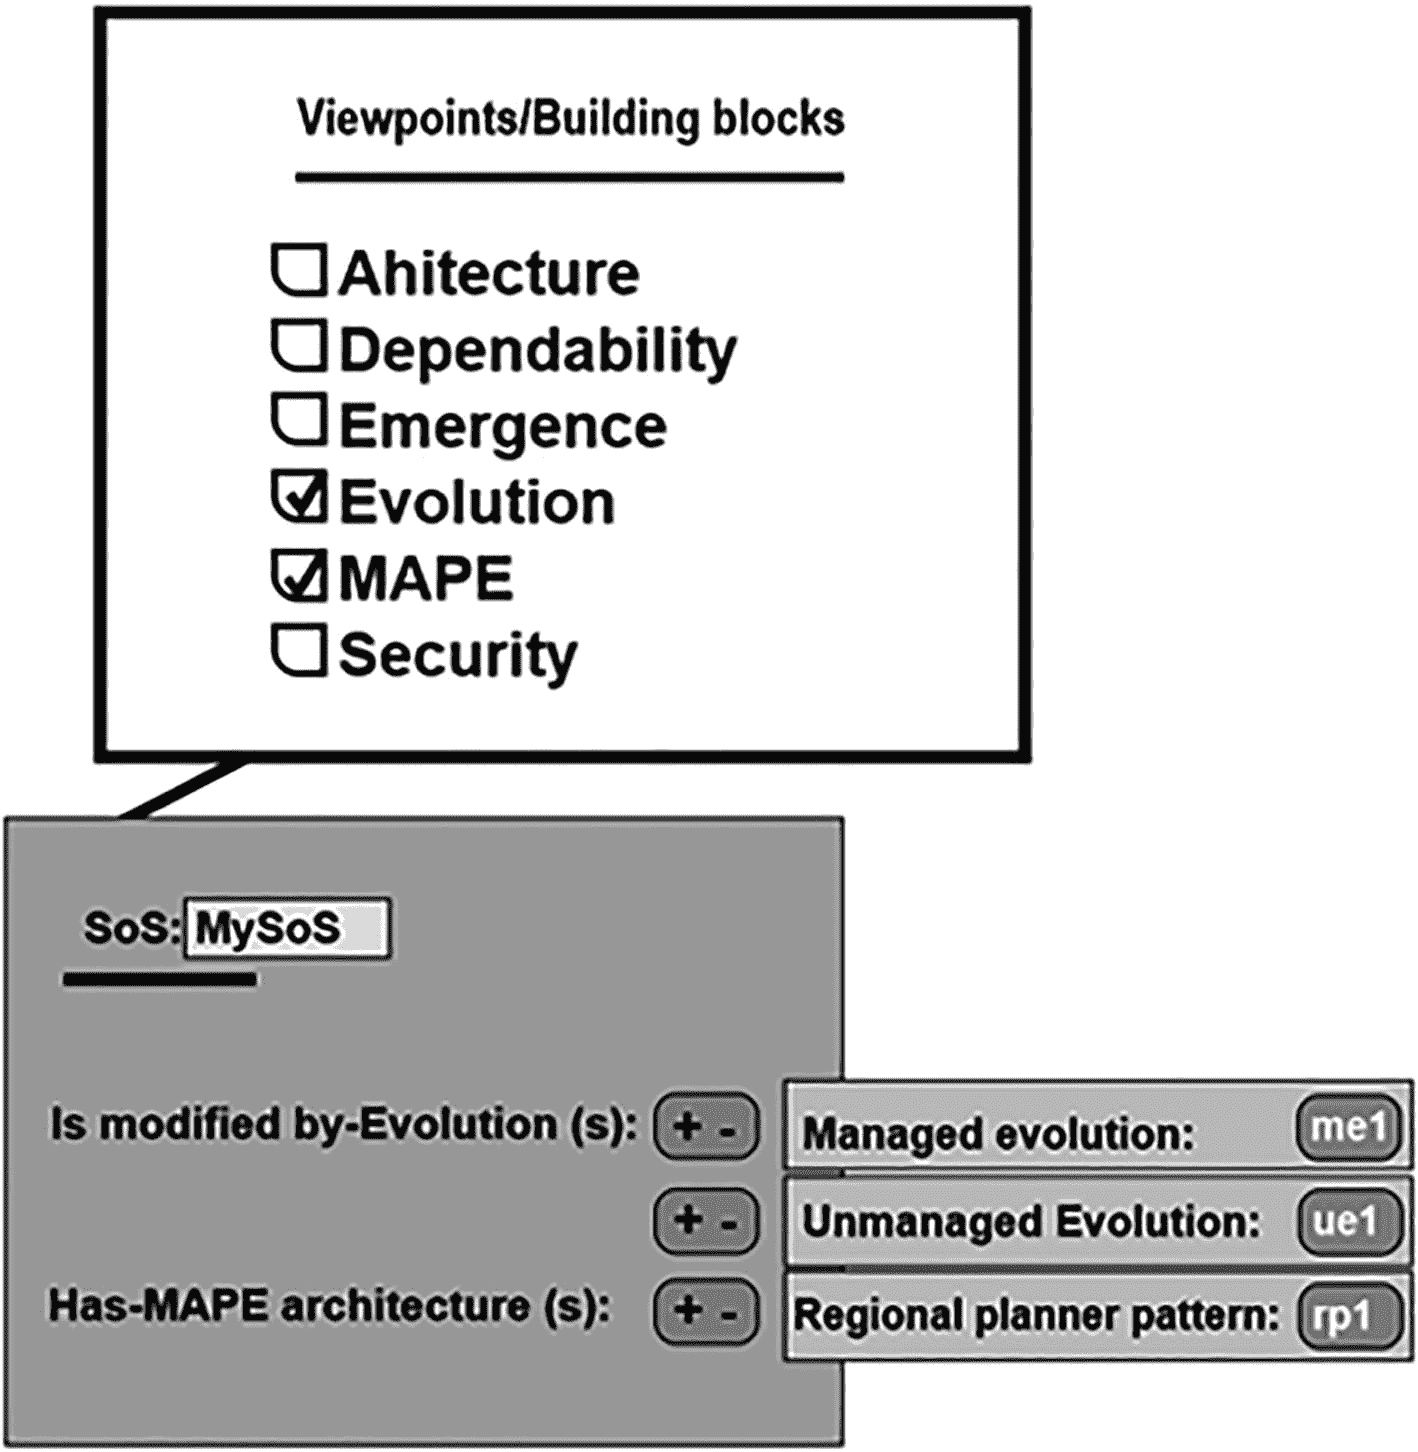 Viewpoints/Building blocks
Ahitecture
Dependability
Emergence
Evolution
MAPE
Security
SoS: MySoS
Is modified by-Evolution (s): + - Managed evolution: me1
+ - Unmanaged Evolution: ue1
Has-MAPE architecture (s): + - Regional planner pattern: rp1